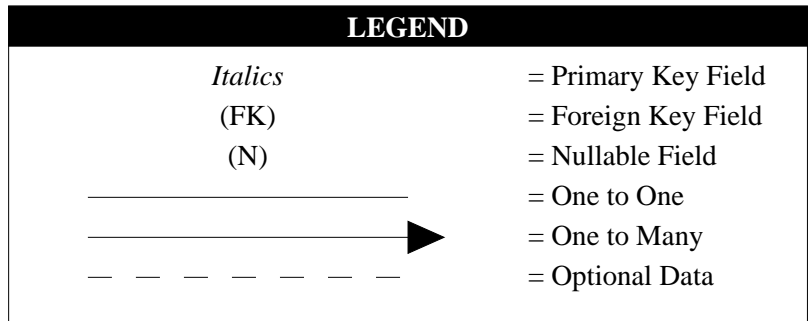 LEGEND
Italics = Primary Key Field
(FK) = Foreign Key Field
(N) = Nullable Field
= One to One
= One to Many
= Optional Data